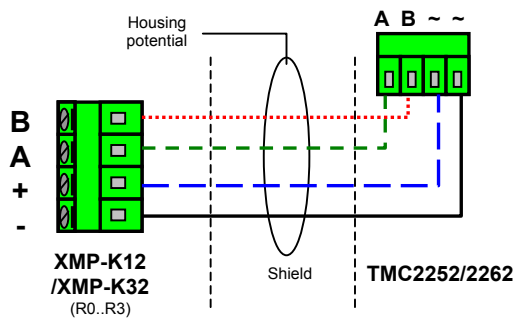 Housing
potential
A B ~ ~
B
A
+
-
XMP-K12
/XMP-K32
(R0..R3)
Shield
TMC2252/2262